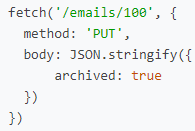 fetch('/emails/100', {
  method: 'PUT',
  body: JSON.stringify({
      archived: true
  })
})